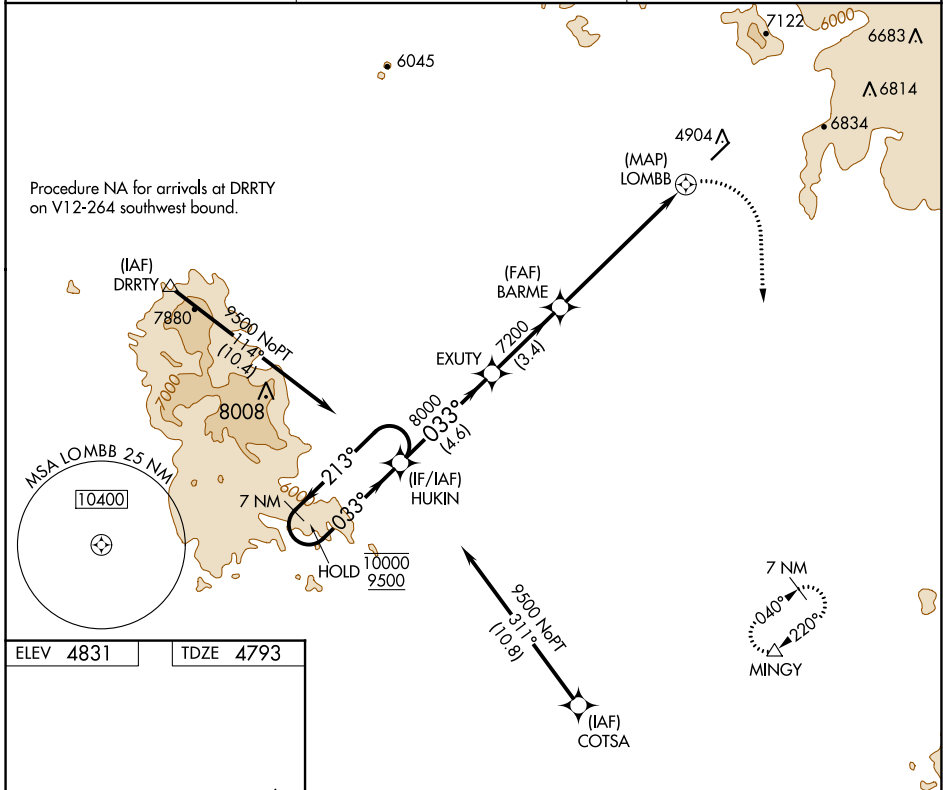 7122
6000
6683
6045
6814
6834
4904
(MAP)
LOMBB
Procedure NA for arrivals at DRRTY
on V12-264 southwest bound.
(IAF)
DRRTY
(FAF)
BARME
7880
9500 NoPT
114°
(10.4)
7200
(3.4)
EXUTY
7000
8008
8000
033°
(4.6)
213°
MSA LOMBB 25 NM
10400
6000
7 NM
033°
(IF/IAF)
HUKIN
HOLD
10000
9500
9500 NoPT
311°
(10.8)
7 NM
040°
220°
MINGY
ELEV 4831
TDZE 4793
(IAF)
COTSA